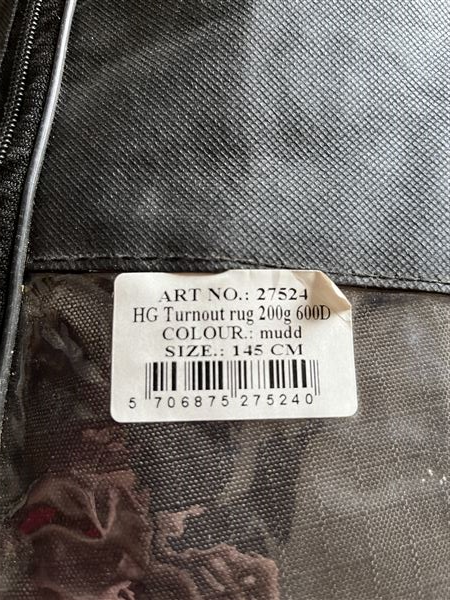 ART NO.: 27524
HG Turnout rug 200g 600D
COLOUR.: mudd
SIZE.: 145 CM
5 706875 275240